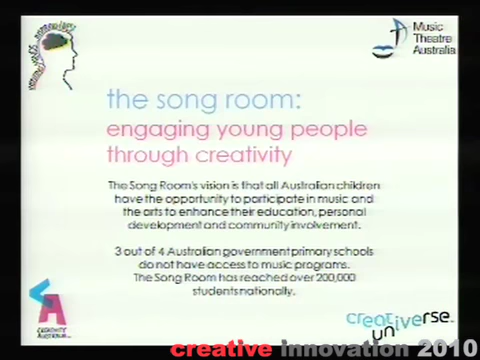 Music
Theatre
Australia
the song room:
engaging young people
through creativity
The Song Room's vision is that all Australian children
have the opportunity to participate in music and
the arts to enhance their education, personal
development and community involvement.
3 out of 4 Australian government primary schools
do not have access to music programs.
The Song Room has reached over 200,000
students nationally.
CREATIVITY
AUSTRALIA
creative universe
creative innovation 2010